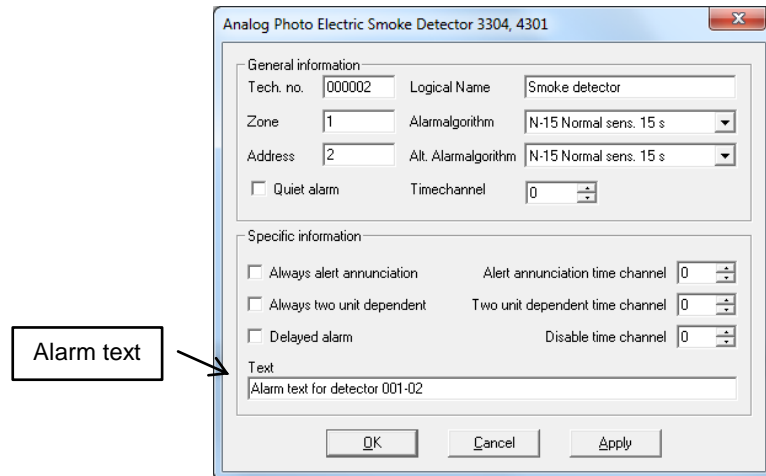 Analog Photo Electric Smoke Detector 3304, 4301
General information
Tech. no. 000002 Logical Name Smoke detector
Zone 1 Alarmalgorithm N-15 Normal sens. 15 s
Address 2 Alt. Alarmalgorithm N-15 Normal sens. 15 s
Quiet alarm Timechannel 0
Specific information
Always alert annunciation Alert annunciation time channel 0
Always two unit dependent Two unit dependent time channel 0
Delayed alarm Disable time channel 0
Alarm text
Text
Alarm text for detector 001-02
OK Cancel Apply